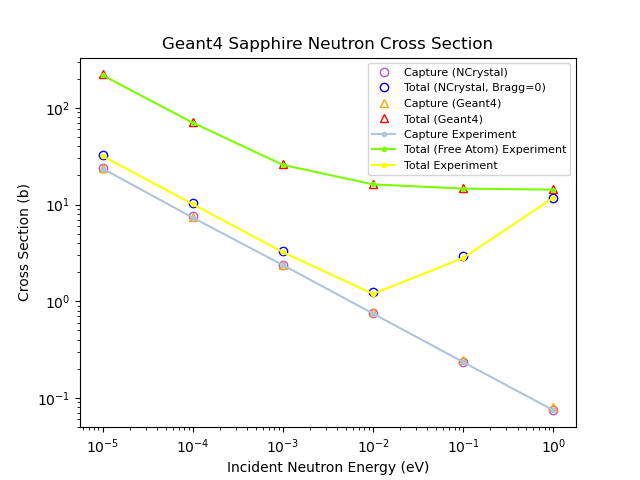 Geant4 Sapphire Neutron Cross Section
Capture (NCrystal)
Total (NCrystal, Bragg=0)
Capture (Geant4)
Total (Geant4)
Capture Experiment
Total (Free Atom) Experiment
Total Experiment
Cross Section (b)
10²
10¹
10⁰
10⁻¹
10⁻⁵ 10⁻⁴ 10⁻³ 10⁻² 10⁻¹ 10⁰
Incident Neutron Energy (eV)